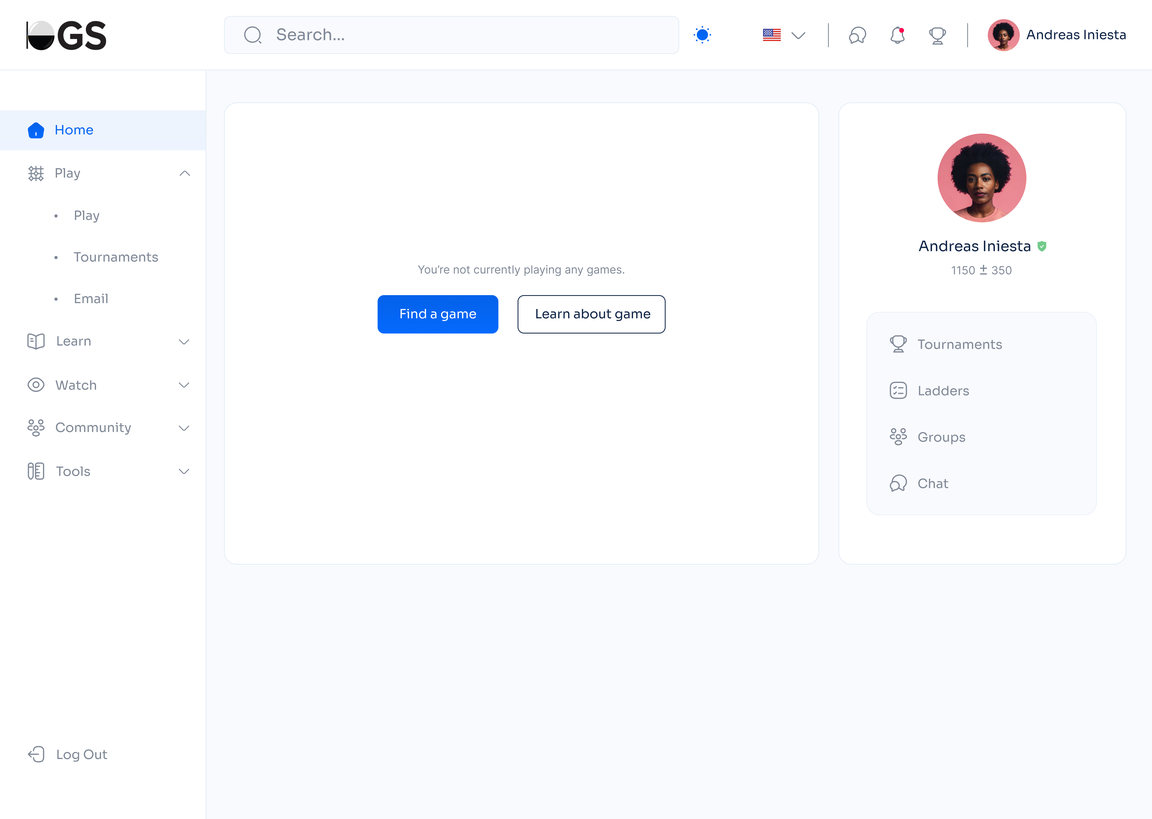 OGS
Search...
Andreas Iniesta
Home
Play
• Play
• Tournaments
• Email
Learn
Watch
Community
Tools
Log Out
You're not currently playing any games.
Find a game
Learn about game
Andreas Iniesta
1150 ± 350
Tournaments
Ladders
Groups
Chat